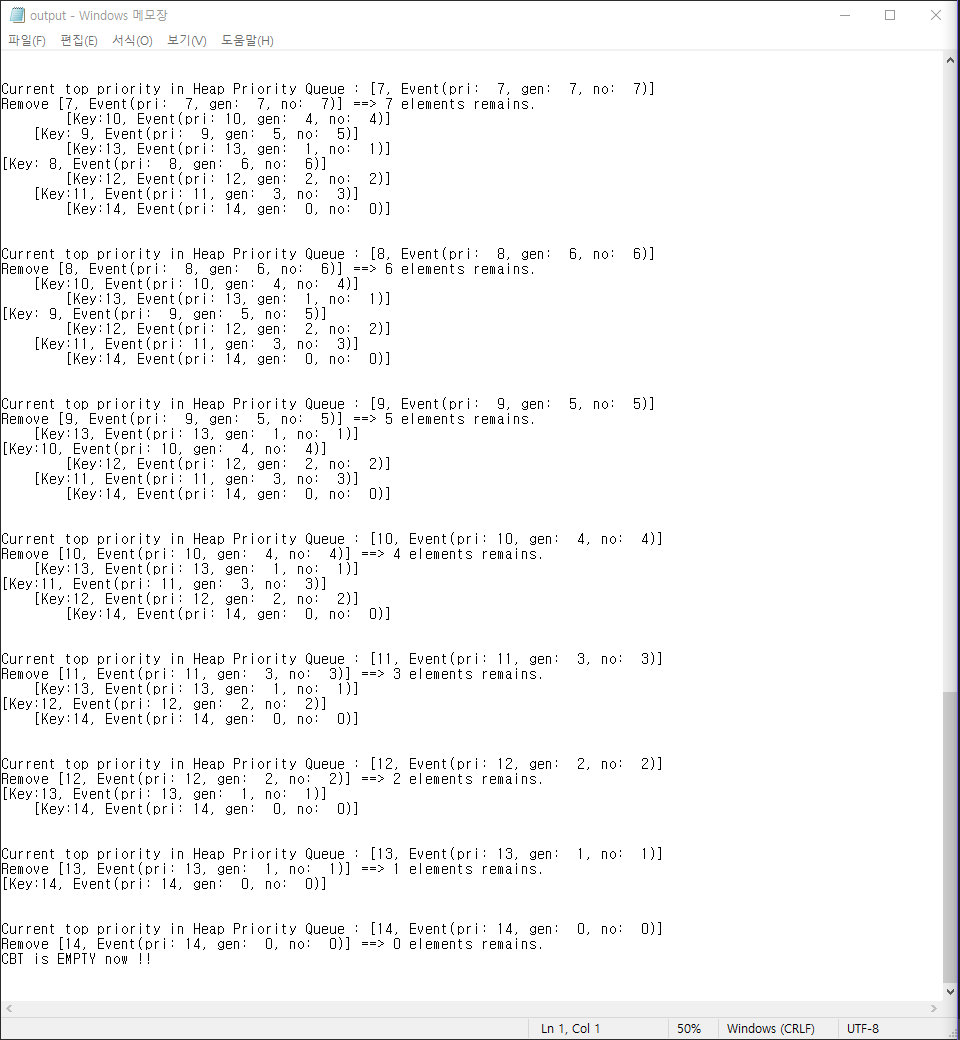 output - Windows 메모장
파일(F) 편집(E) 서식(O) 보기(V) 도움말(H)
Current top priority in Heap Priority Queue : [7, Event(pri:  7, gen:  7, no:  7)]
Remove [7, Event(pri:  7, gen:  7, no:  7)] ==> 7 elements remains.
        [Key:10, Event(pri: 10, gen:  4, no:  4)]
    [Key: 9, Event(pri:  9, gen:  5, no:  5)]
        [Key:13, Event(pri: 13, gen:  1, no:  1)]
[Key: 8, Event(pri:  8, gen:  6, no:  6)]
        [Key:12, Event(pri: 12, gen:  2, no:  2)]
    [Key:11, Event(pri: 11, gen:  3, no:  3)]
        [Key:14, Event(pri: 14, gen:  0, no:  0)]
Current top priority in Heap Priority Queue : [8, Event(pri:  8, gen:  6, no:  6)]
Remove [8, Event(pri:  8, gen:  6, no:  6)] ==> 6 elements remains.
    [Key:10, Event(pri: 10, gen:  4, no:  4)]
        [Key:13, Event(pri: 13, gen:  1, no:  1)]
[Key: 9, Event(pri:  9, gen:  5, no:  5)]
        [Key:12, Event(pri: 12, gen:  2, no:  2)]
    [Key:11, Event(pri: 11, gen:  3, no:  3)]
        [Key:14, Event(pri: 14, gen:  0, no:  0)]
Current top priority in Heap Priority Queue : [9, Event(pri:  9, gen:  5, no:  5)]
Remove [9, Event(pri:  9, gen:  5, no:  5)] ==> 5 elements remains.
    [Key:13, Event(pri: 13, gen:  1, no:  1)]
[Key:10, Event(pri: 10, gen:  4, no:  4)]
        [Key:12, Event(pri: 12, gen:  2, no:  2)]
    [Key:11, Event(pri: 11, gen:  3, no:  3)]
        [Key:14, Event(pri: 14, gen:  0, no:  0)]
Current top priority in Heap Priority Queue : [10, Event(pri: 10, gen:  4, no:  4)]
Remove [10, Event(pri: 10, gen:  4, no:  4)] ==> 4 elements remains.
    [Key:13, Event(pri: 13, gen:  1, no:  1)]
[Key:11, Event(pri: 11, gen:  3, no:  3)]
    [Key:12, Event(pri: 12, gen:  2, no:  2)]
        [Key:14, Event(pri: 14, gen:  0, no:  0)]
Current top priority in Heap Priority Queue : [11, Event(pri: 11, gen:  3, no:  3)]
Remove [11, Event(pri: 11, gen:  3, no:  3)] ==> 3 elements remains.
    [Key:13, Event(pri: 13, gen:  1, no:  1)]
[Key:12, Event(pri: 12, gen:  2, no:  2)]
    [Key:14, Event(pri: 14, gen:  0, no:  0)]
Current top priority in Heap Priority Queue : [12, Event(pri: 12, gen:  2, no:  2)]
Remove [12, Event(pri: 12, gen:  2, no:  2)] ==> 2 elements remains.
[Key:13, Event(pri: 13, gen:  1, no:  1)]
    [Key:14, Event(pri: 14, gen:  0, no:  0)]
Current top priority in Heap Priority Queue : [13, Event(pri: 13, gen:  1, no:  1)]
Remove [13, Event(pri: 13, gen:  1, no:  1)] ==> 1 elements remains.
[Key:14, Event(pri: 14, gen:  0, no:  0)]
Current top priority in Heap Priority Queue : [14, Event(pri: 14, gen:  0, no:  0)]
Remove [14, Event(pri: 14, gen:  0, no:  0)] ==> 0 elements remains.
CBT is EMPTY now !!
Ln 1, Col 1 50% Windows (CRLF) UTF-8